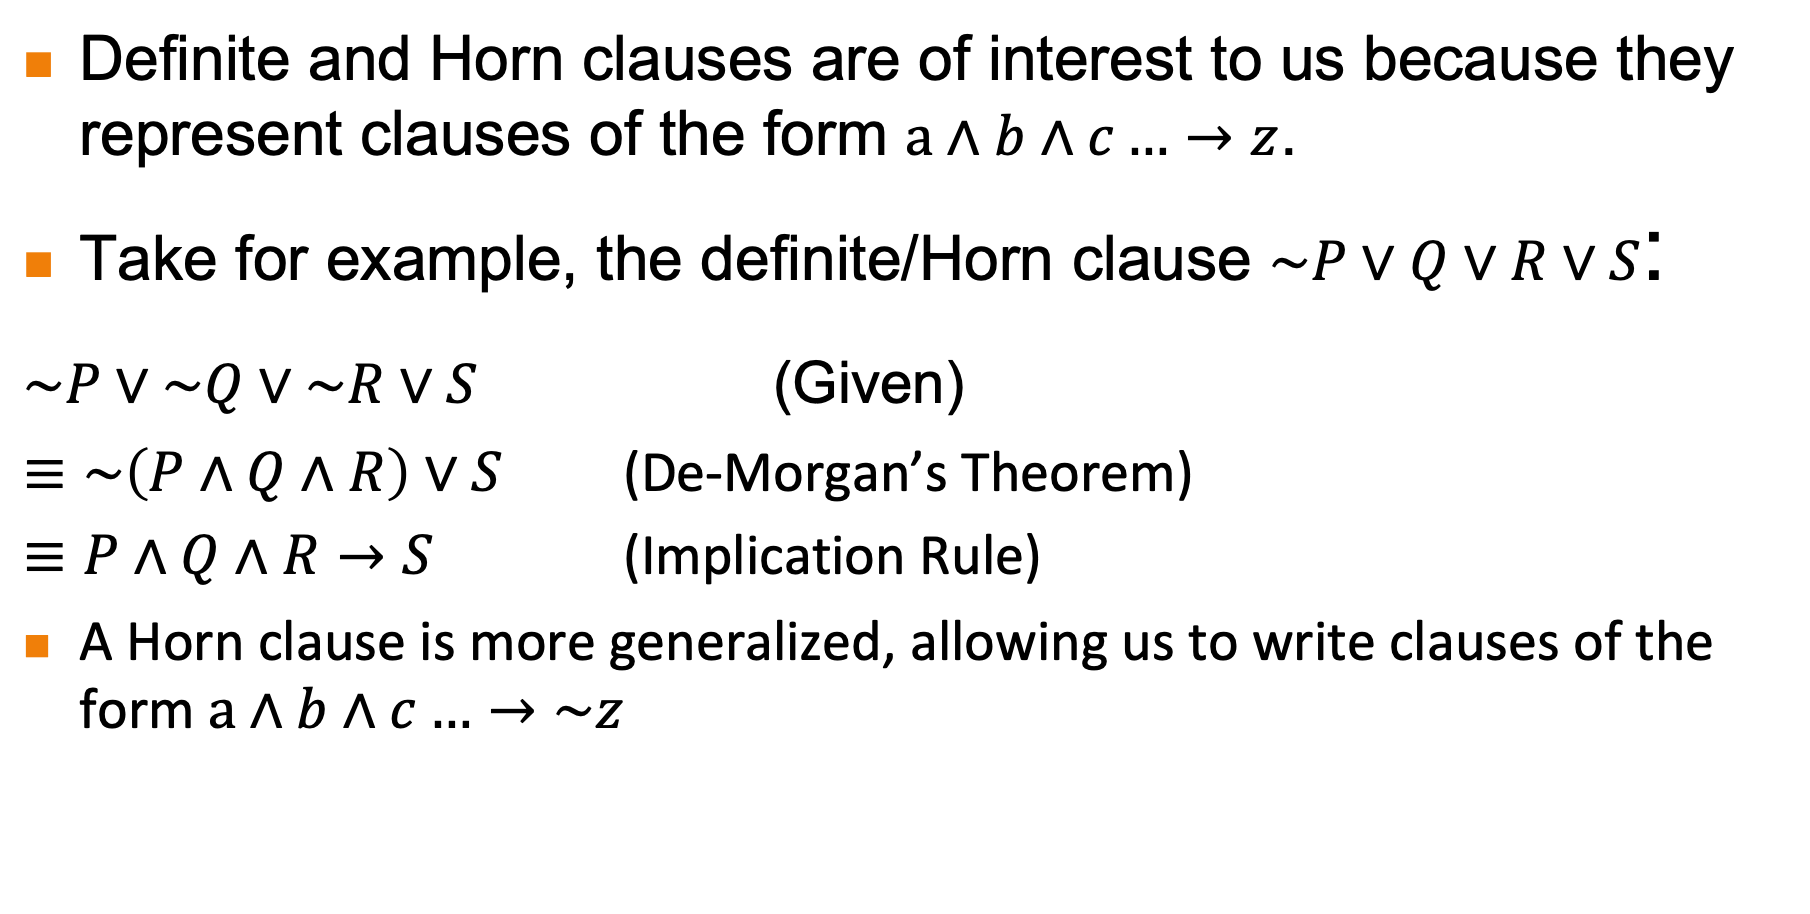 ▪ Definite and Horn clauses are of interest to us because they
represent clauses of the form a ∧ b ∧ c … → z.
▪ Take for example, the definite/Horn clause ~P ∨ Q ∨ R ∨ S:
~P ∨ ~Q ∨ ~R ∨ S (Given)
≡ ~(P ∧ Q ∧ R) ∨ S (De-Morgan’s Theorem)
≡ P ∧ Q ∧ R → S (Implication Rule)
▪ A Horn clause is more generalized, allowing us to write clauses of the
form a ∧ b ∧ c … → ~z